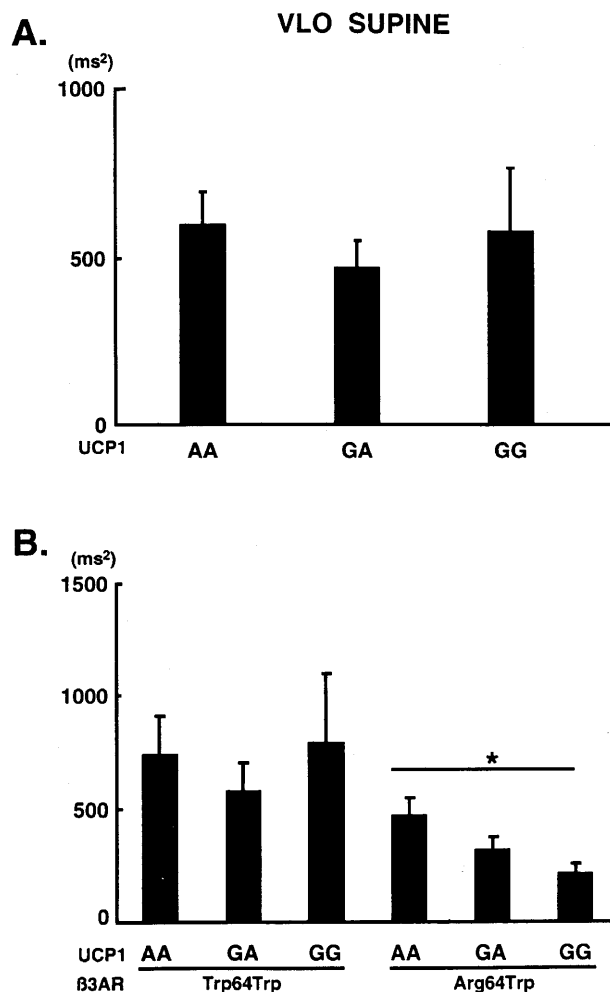 A.
VLO SUPINE
(ms²)
1000
500
0
UCP1 AA GA GG
B.
(ms²)
1500
1000
*
500
0
UCP1 AA GA GG AA GA GG
ß3AR Trp64Trp Arg64Trp